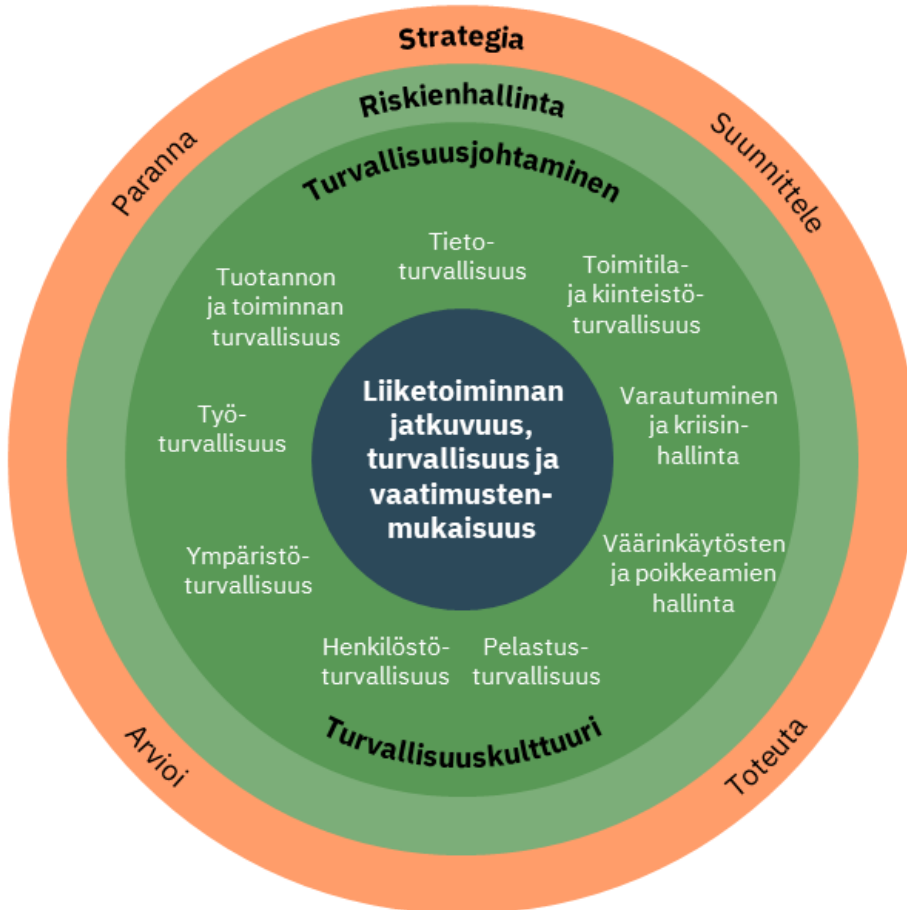 Strategia
Riskienhallinta
Turvallisuusjohtaminen
Paranna
Suunnittele
Tieto-
turvallisuus
Toimitila-
ja kiinteistö-
turvallisuus
Varautuminen
ja kriisin-
hallinta
Väärinkäytösten
ja poikkeamien
hallinta
Pelastus-
turvallisuus
Henkilöstö-
turvallisuus
Ympäristö-
turvallisuus
Työ-
turvallisuus
Tuotannon
ja toiminnan
turvallisuus
Liiketoiminnan
jatkuvuus,
turvallisuus ja
vaatimusten-
mukaisuus
Turvallisuuskulttuuri
Arvioi
Toteuta